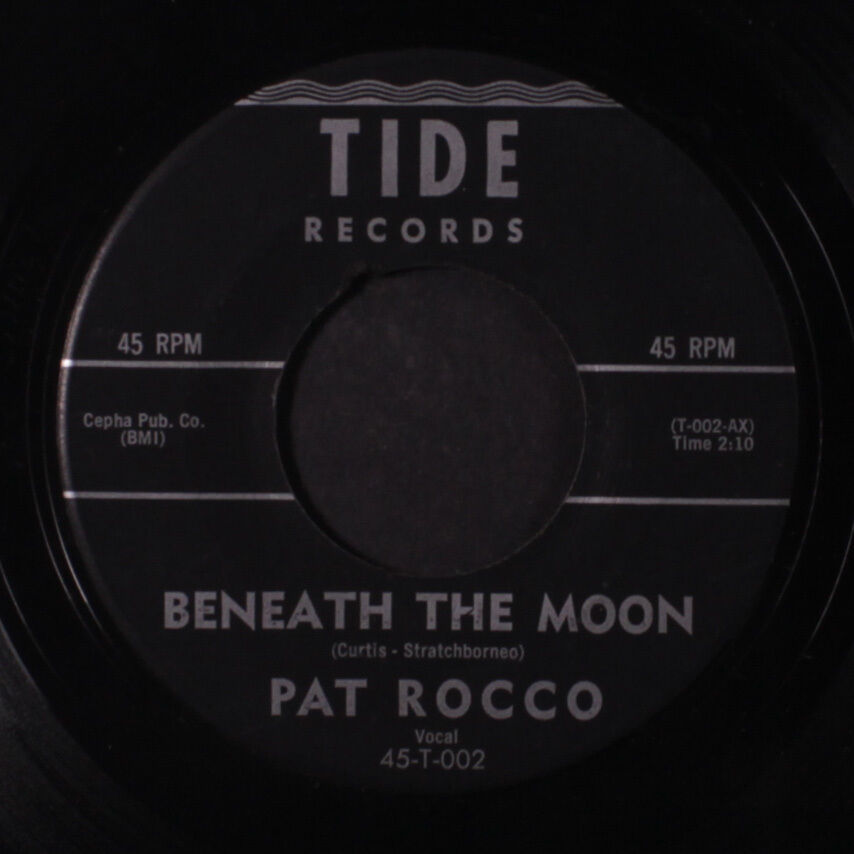 TIDE
RECORDS
45 RPM
45 RPM
Cepha Pub. Co.
(BMI)
(T-002-AX)
Time 2:10
BENEATH THE MOON
(Curtis - Stratchborneo)
PAT ROCCO
Vocal
45-T-002